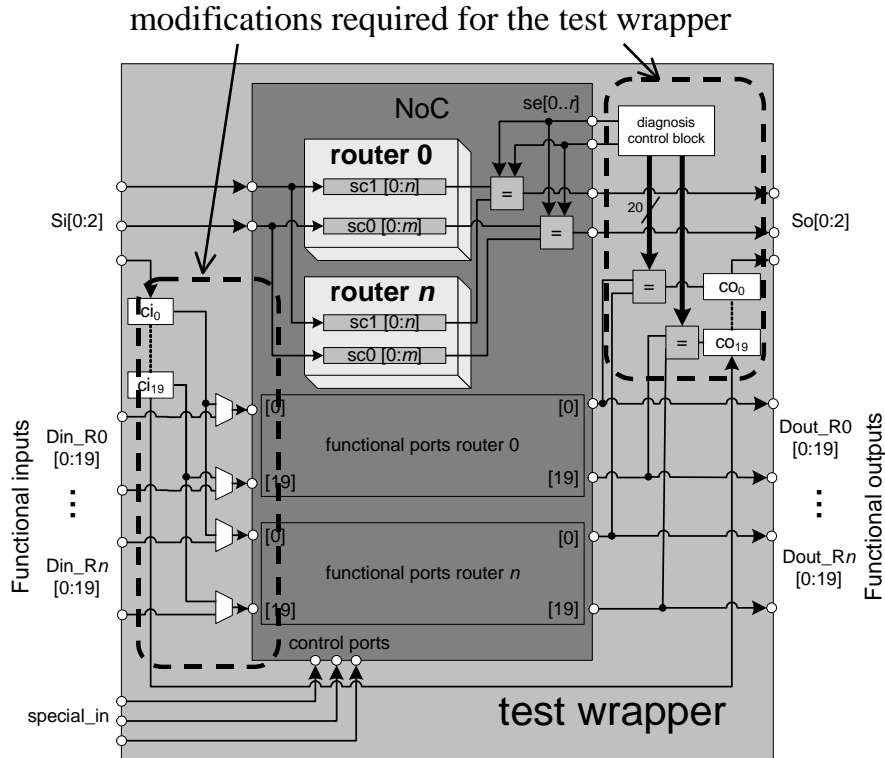 modifications required for the test wrapper
NoC
se[0..r]
diagnosis
control block
router 0
sc1 [0:n]
sc0 [0:m]
=
=
20
Si[0:2]
So[0:2]
router n
sc1 [0:n]
sc0 [0:m]
=
co0
=
co19
ci0
ci19
Functional inputs
Din_R0
[0:19]
...
Din_Rn
[0:19]
[0]
functional ports router 0
[0]
[19]
[19]
[0]
functional ports router n
[0]
[19]
[19]
Dout_R0
[0:19]
...
Dout_Rn
[0:19]
Functional outputs
control ports
special_in
test wrapper